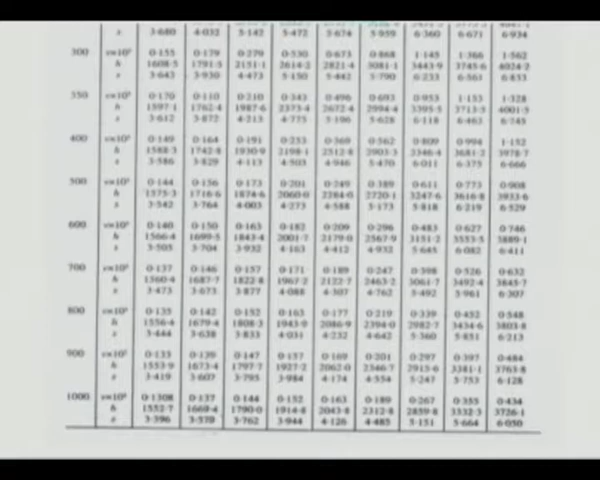 s 3·680 4·032 5·142 5·472 5·674 5·959 6·360 6·671 6·934
300 v×10² 0·155 0·179 0·279 0·530 0·673 0·868 1·145 1·366 1·562
h 1608·5 1791·5 2151·1 2614·2 2821·4 3081·1 3443·9 3745·6 4024·2
s 3·643 3·930 4·473 5·150 5·442 5·790 6·233 6·561 6·833
350 v×10² 0·170 0·110 0·210 0·343 0·496 0·693 0·953 1·153 1·328
h 1597·1 1762·4 1987·6 2373·4 2672·4 2994·4 3395·5 3713·5 4001·5
s 3·612 3·872 4·213 4·775 5·196 5·628 6·118 6·463 6·745
400 v×10² 0·149 0·164 0·191 0·253 0·369 0·562 0·809 0·994 1·152
h 1588·3 1742·8 1930·9 2198·1 2512·8 2903·3 3346·4 3681·2 3978·7
s 3·586 3·829 4·113 4·503 4·946 5·470 6·011 6·375 6·666
500 v×10² 0·144 0·156 0·173 0·201 0·249 0·389 0·611 0·773 0·908
h 1575·3 1716·6 1874·6 2060·0 2284·0 2720·1 3247·6 3616·8 3933·6
s 3·542 3·764 4·003 4·273 4·588 5·173 5·818 6·219 6·529
600 v×10² 0·140 0·150 0·163 0·182 0·209 0·296 0·483 0·627 0·746
h 1566·4 1699·5 1843·4 2001·7 2179·0 2567·9 3151·2 3553·5 3889·1
s 3·505 3·704 3·932 4·163 4·412 4·932 5·645 6·082 6·411
700 v×10² 0·137 0·146 0·157 0·171 0·189 0·247 0·398 0·526 0·632
h 1560·4 1687·7 1822·8 1967·2 2122·7 2463·2 3061·7 3492·4 3845·7
s 3·473 3·673 3·877 4·088 4·307 4·762 5·492 5·961 6·307
800 v×10² 0·135 0·142 0·152 0·163 0·177 0·219 0·339 0·452 0·548
h 1556·4 1679·4 1808·3 1943·9 2086·9 2394·0 2982·7 3434·6 3803·8
s 3·444 3·638 3·833 4·031 4·232 4·642 5·360 5·851 6·213
900 v×10² 0·133 0·139 0·147 0·157 0·169 0·201 0·297 0·397 0·484
h 1553·9 1673·4 1797·7 1927·2 2062·0 2346·7 2915·6 3381·1 3763·8
s 3·419 3·607 3·795 3·984 4·174 4·554 5·247 5·753 6·128
1000 v×10² 0·1308 0·137 0·144 0·152 0·163 0·189 0·267 0·355 0·434
h 1552·7 1669·4 1790·0 1914·8 2043·8 2312·8 2859·8 3332·3 3726·1
s 3·396 3·579 3·762 3·944 4·126 4·485 5·151 5·664 6·050